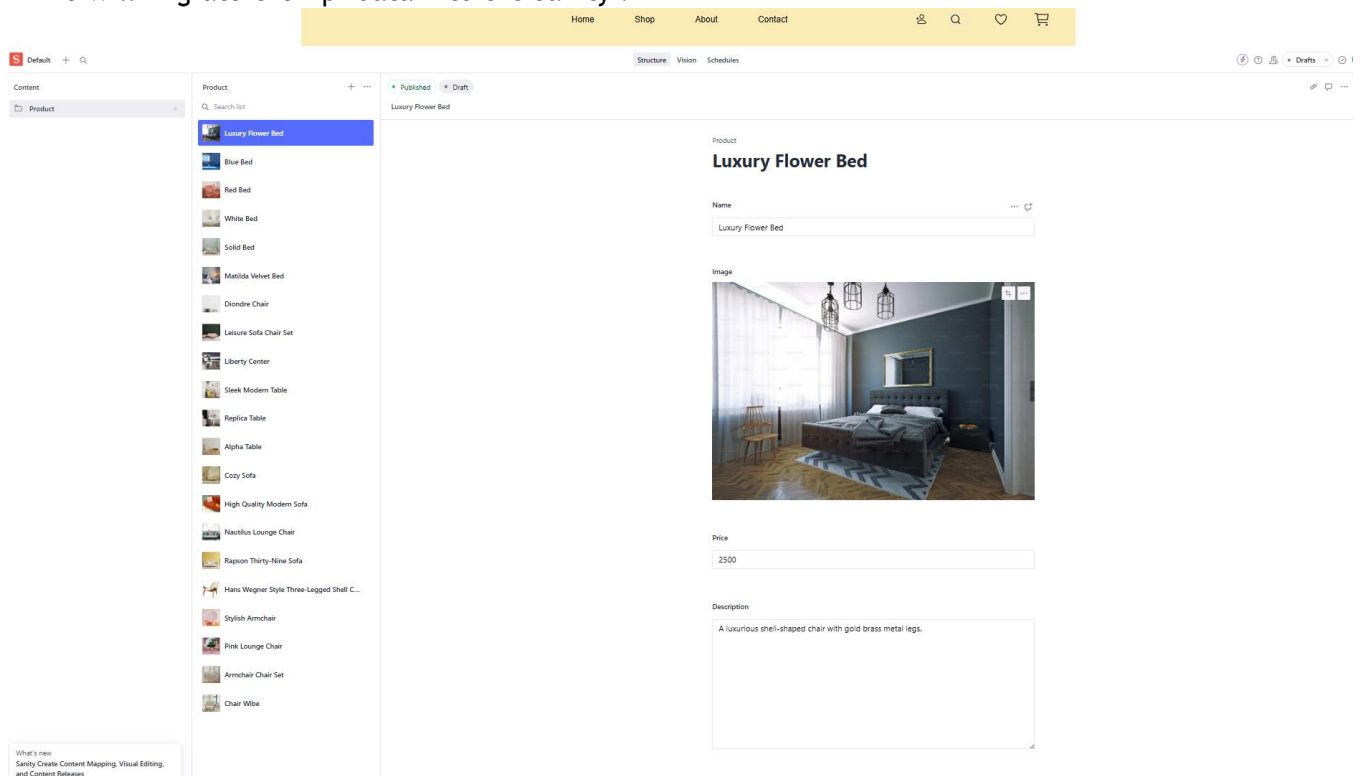 Home Shop About Contact
S Default
Structure Vision Schedules
Drafts
Content
Product
Product
Search list
Luxury Flower Bed
Blue Bed
Red Bed
White Bed
Solid Bed
Matilda Velvet Bed
Diondre Chair
Leisure Sofa Chair Set
Liberty Center
Sleek Modern Table
Replica Table
Alpha Table
Cozy Sofa
High Quality Modern Sofa
Nautilus Lounge Chair
Rapson Thirty-Nine Sofa
Hans Wegner Style Three-Legged Shell C...
Stylish Armchair
Pink Lounge Chair
Armchair Chair Set
Chair Wibe
Published Draft
Luxury Flower Bed
Product
Luxury Flower Bed
Name
Luxury Flower Bed
Image
Price
2500
Description
A luxurious shell-shaped chair with gold brass metal legs.
What's new
Sanity Create Content Mapping, Visual Editing,
and Content Releases